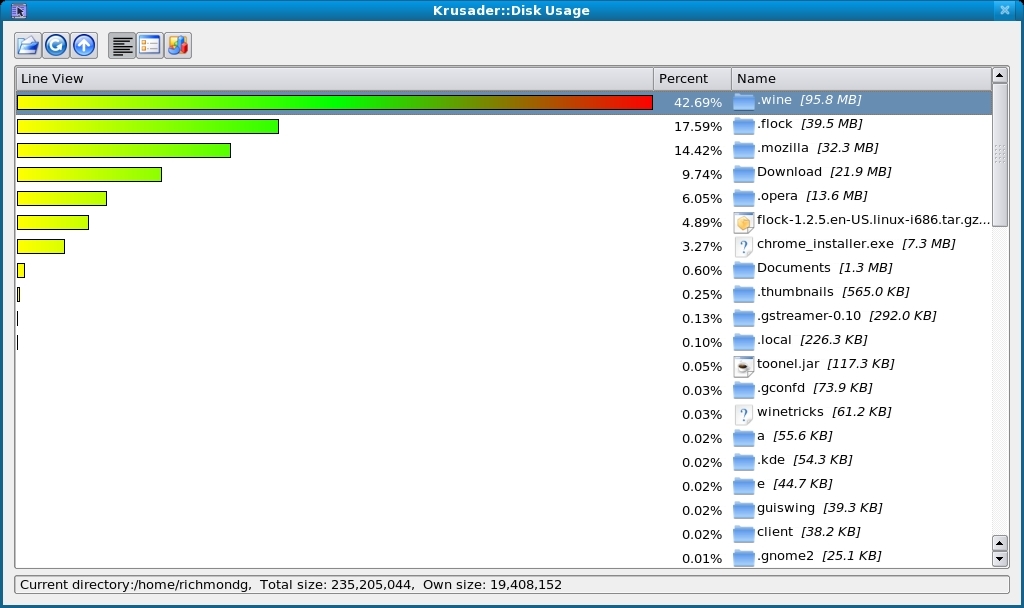 Krusader::Disk Usage
Line View Percent Name
42.69% .wine [95.8 MB]
17.59% .flock [39.5 MB]
14.42% .mozilla [32.3 MB]
9.74% Download [21.9 MB]
6.05% .opera [13.6 MB]
4.89% flock-1.2.5.en-US.linux-i686.tar.gz...
3.27% chrome_installer.exe [7.3 MB]
0.60% Documents [1.3 MB]
0.25% .thumbnails [565.0 KB]
0.13% .gstreamer-0.10 [292.0 KB]
0.10% .local [226.3 KB]
0.05% toonel.jar [117.3 KB]
0.03% .gconfd [73.9 KB]
0.03% winetricks [61.2 KB]
0.02% a [55.6 KB]
0.02% .kde [54.3 KB]
0.02% e [44.7 KB]
0.02% guiswing [39.3 KB]
0.02% client [38.2 KB]
0.01% .gnome2 [25.1 KB]
Current directory:/home/richmondg, Total size: 235,205,044, Own size: 19,408,152